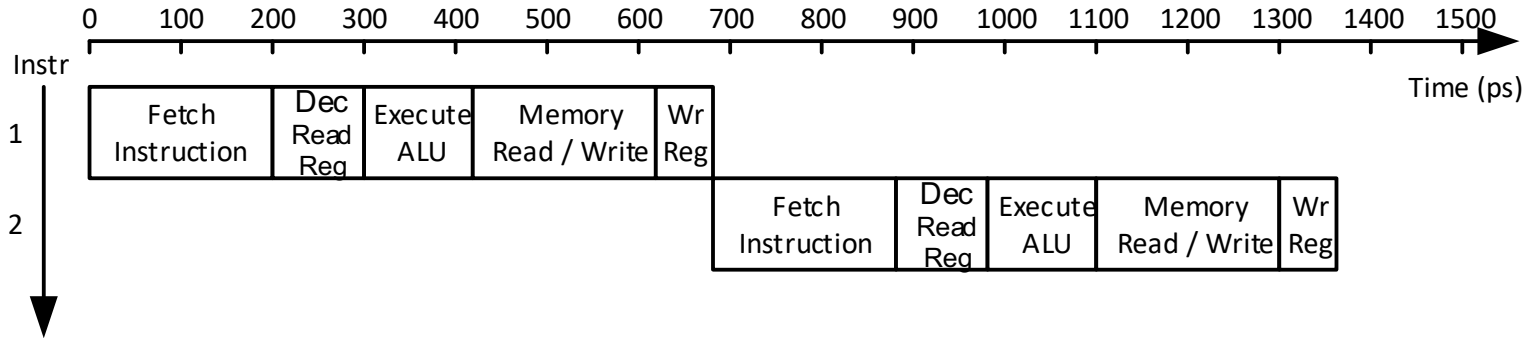 0 100 200 300 400 500 600 700 800 900 1000 1100 1200 1300 1400 1500
Instr
Time (ps)
1
Fetch
Instruction
Dec
Read
Reg
Execute
ALU
Memory
Read / Write
Wr
Reg
2
Fetch
Instruction
Dec
Read
Reg
Execute
ALU
Memory
Read / Write
Wr
Reg